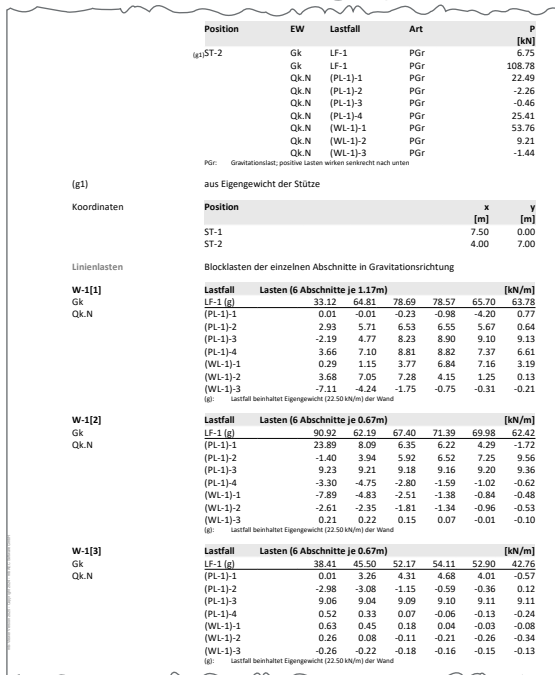 Position EW Lastfall Art P
[kN]
(g1) ST-2 Gk LF-1 PGr 6.75
Gk LF-1 PGr 108.78
Qk.N (PL-1)-1 PGr 22.49
Qk.N (PL-1)-2 PGr -2.26
Qk.N (PL-1)-3 PGr -0.46
Qk.N (PL-1)-4 PGr 25.41
Qk.N (WL-1)-1 PGr 53.76
Qk.N (WL-1)-2 PGr 9.21
Qk.N (WL-1)-3 PGr -1.44
PGr: Gravitationslast; positive Lasten wirken senkrecht nach unten
(g1) aus Eigengewicht der Stütze
Koordinaten Position x y
[m] [m]
ST-1 7.50 0.00
ST-2 4.00 7.00
Linienlasten Blocklasten der einzelnen Abschnitte in Gravitationsrichtung
W-1[1] Lastfall Lasten (6 Abschnitte je 1.17m) [kN/m]
Gk LF-1 (g) 33.12 64.81 78.69 78.57 65.70 63.78
Qk.N (PL-1)-1 0.01 -0.01 -0.23 -0.98 -4.20 0.77
(PL-1)-2 2.93 5.71 6.53 6.55 5.67 0.64
(PL-1)-3 -2.19 4.77 8.23 8.90 9.10 9.13
(PL-1)-4 3.66 7.10 8.81 8.82 7.37 6.61
(WL-1)-1 0.29 1.15 3.77 6.84 7.16 3.19
(WL-1)-2 3.68 7.05 7.28 4.15 1.25 0.13
(WL-1)-3 -7.11 -4.24 -1.75 -0.75 -0.31 -0.21
(g): Lastfall beinhaltet Eigengewicht (22.50 kN/m) der Wand
W-1[2] Lastfall Lasten (6 Abschnitte je 0.67m) [kN/m]
Gk LF-1 (g) 90.92 62.19 67.40 71.39 69.98 62.42
Qk.N (PL-1)-1 23.89 8.09 6.35 6.22 4.29 -1.72
(PL-1)-2 -1.40 3.94 5.92 6.52 7.25 9.56
(PL-1)-3 9.23 9.21 9.18 9.16 9.20 9.36
(PL-1)-4 -3.30 -4.75 -2.80 -1.59 -1.02 -0.62
(WL-1)-1 -7.89 -4.83 -2.51 -1.38 -0.84 -0.48
(WL-1)-2 -2.61 -2.35 -1.81 -1.34 -0.96 -0.53
(WL-1)-3 0.21 0.22 0.15 0.07 -0.01 -0.10
(g): Lastfall beinhaltet Eigengewicht (22.50 kN/m) der Wand
W-1[3] Lastfall Lasten (6 Abschnitte je 0.67m) [kN/m]
Gk LF-1 (g) 38.41 45.50 52.17 54.11 52.90 42.76
Qk.N (PL-1)-1 0.01 3.26 4.31 4.68 4.01 -0.57
(PL-1)-2 -2.98 -3.08 -1.15 -0.59 -0.36 0.12
(PL-1)-3 9.06 9.04 9.09 9.10 9.11 9.11
(PL-1)-4 0.52 0.33 0.07 -0.06 -0.13 -0.24
(WL-1)-1 0.63 0.45 0.18 0.04 -0.03 -0.08
(WL-1)-2 0.26 0.08 -0.11 -0.21 -0.26 -0.34
(WL-1)-3 -0.26 -0.22 -0.18 -0.16 -0.15 -0.13
(g): Lastfall beinhaltet Eigengewicht (22.50 kN/m) der Wand